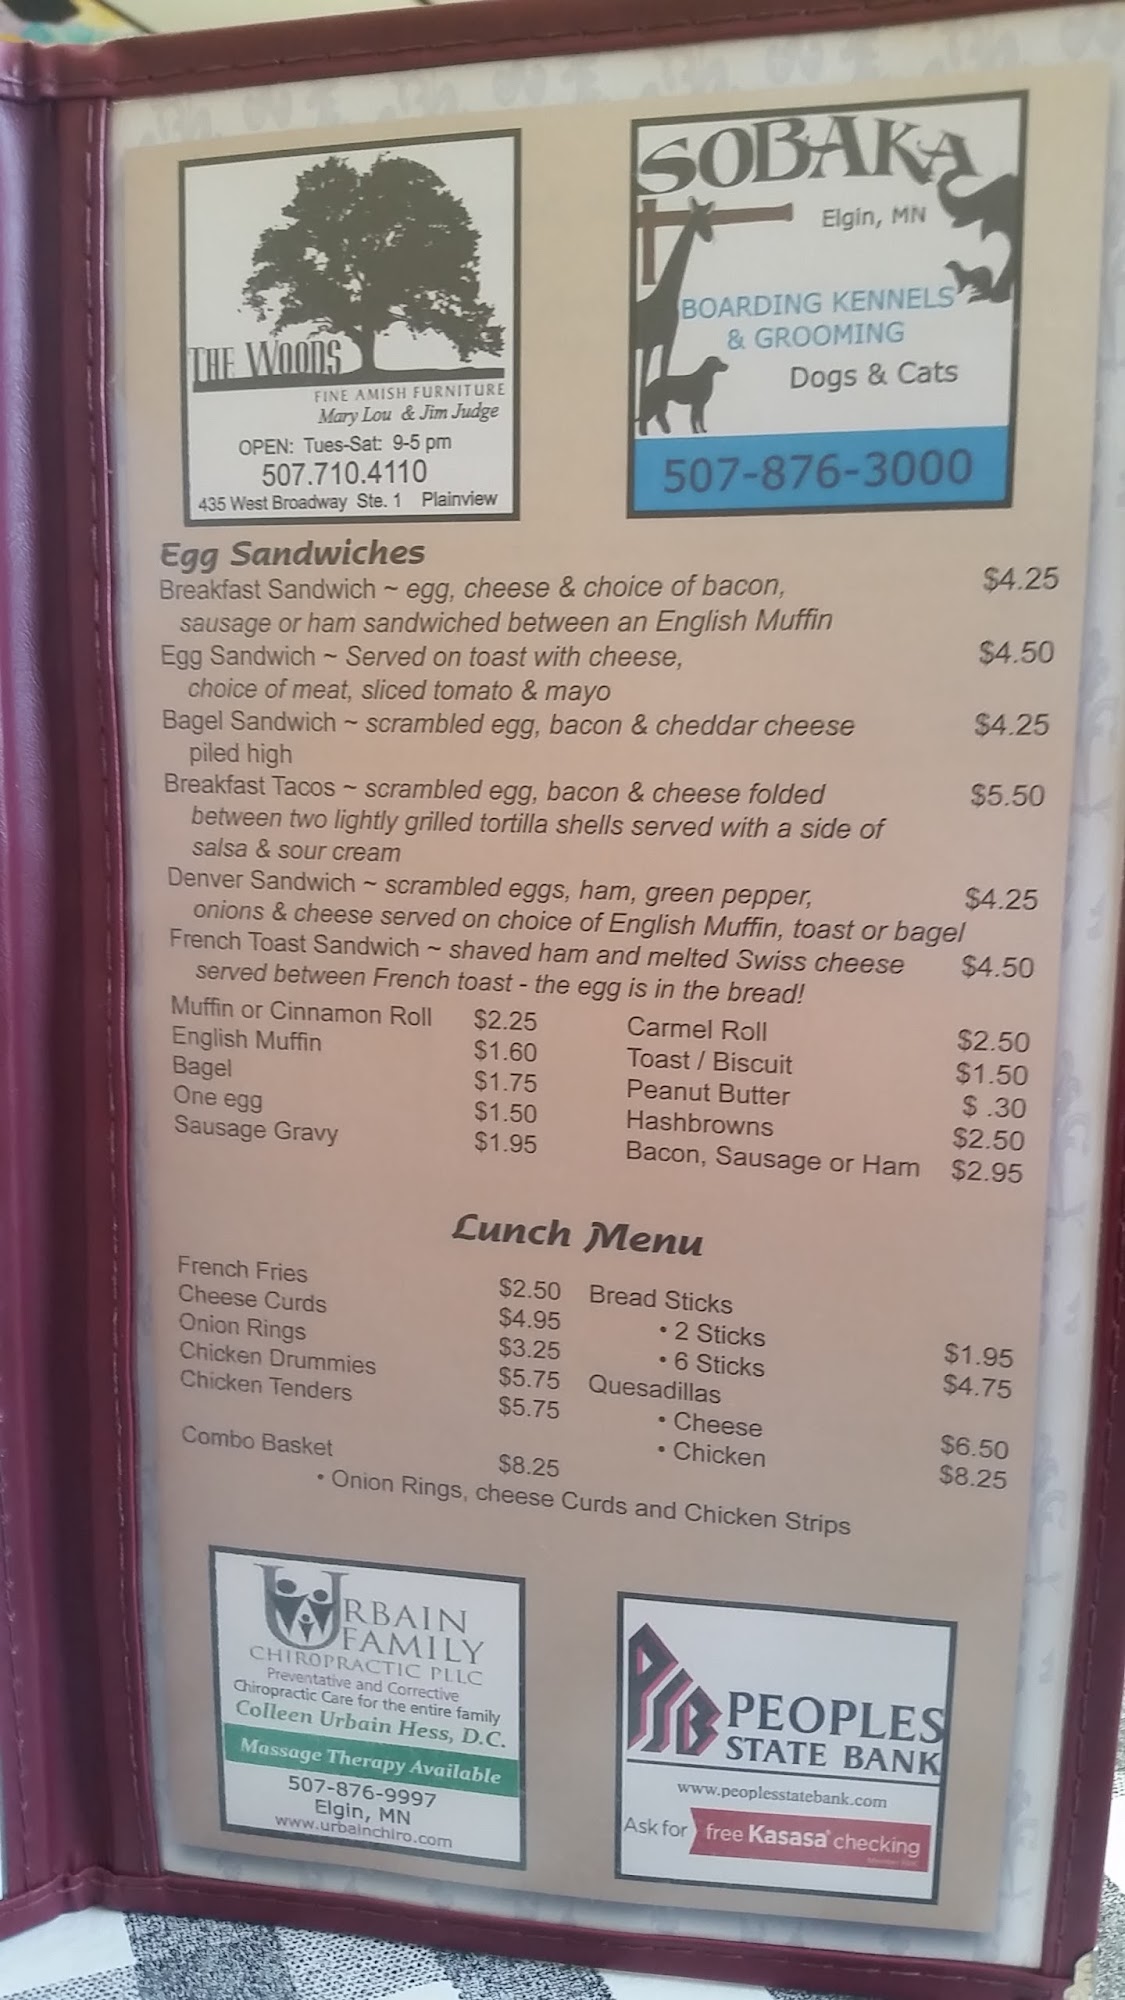 THE WOODS
FINE AMISH FURNITURE
Mary Lou & Jim Judge
OPEN: Tues-Sat: 9-5 pm
507.710.4110
435 West Broadway Ste. 1 Plainview
SOBAKA
Elgin, MN
BOARDING KENNELS
& GROOMING
Dogs & Cats
507-876-3000
Egg Sandwiches
Breakfast Sandwich ~ egg, cheese & choice of bacon, $4.25
sausage or ham sandwiched between an English Muffin
Egg Sandwich ~ Served on toast with cheese, $4.50
choice of meat, sliced tomato & mayo
Bagel Sandwich ~ scrambled egg, bacon & cheddar cheese $4.25
piled high
Breakfast Tacos ~ scrambled egg, bacon & cheese folded $5.50
between two lightly grilled tortilla shells served with a side of
salsa & sour cream
Denver Sandwich ~ scrambled eggs, ham, green pepper, $4.25
onions & cheese served on choice of English Muffin, toast or bagel
French Toast Sandwich ~ shaved ham and melted Swiss cheese $4.50
served between French toast - the egg is in the bread!
Muffin or Cinnamon Roll $2.25
English Muffin $1.60
Bagel $1.75
One egg $1.50
Sausage Gravy $1.95
Carmel Roll $2.50
Toast / Biscuit $1.50
Peanut Butter $ .30
Hashbrowns $2.50
Bacon, Sausage or Ham $2.95
Lunch Menu
French Fries $2.50
Cheese Curds $4.95
Onion Rings $3.25
Chicken Drummies $5.75
Chicken Tenders $5.75
Bread Sticks
• 2 Sticks $1.95
• 6 Sticks $4.75
Quesadillas
• Cheese $6.50
• Chicken $8.25
Combo Basket $8.25
• Onion Rings, cheese Curds and Chicken Strips
URBAIN
FAMILY
CHIROPRACTIC PLLC
Preventative and Corrective
Chiropractic Care for the entire family
Colleen Urbain Hess, D.C.
Massage Therapy Available
507-876-9997
Elgin, MN
www.urbainchiro.com
PSB
PEOPLES
STATE BANK
www.peoplesstatebank.com
Ask for free Kasasa® checking